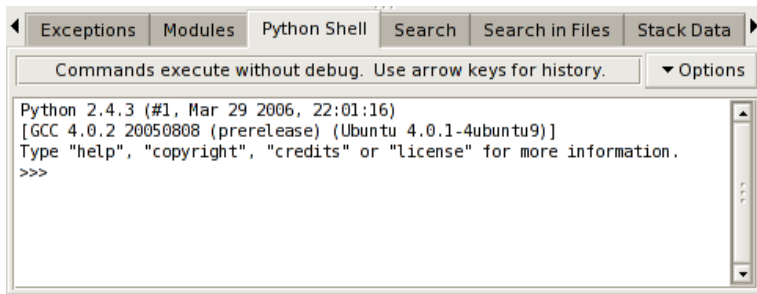 Exceptions Modules Python Shell Search Search in Files Stack Data
Commands execute without debug. Use arrow keys for history. Options
Python 2.4.3 (#1, Mar 29 2006, 22:01:16)
[GCC 4.0.2 20050808 (prerelease) (Ubuntu 4.0.1-4ubuntu9)]
Type "help", "copyright", "credits" or "license" for more information.
>>>